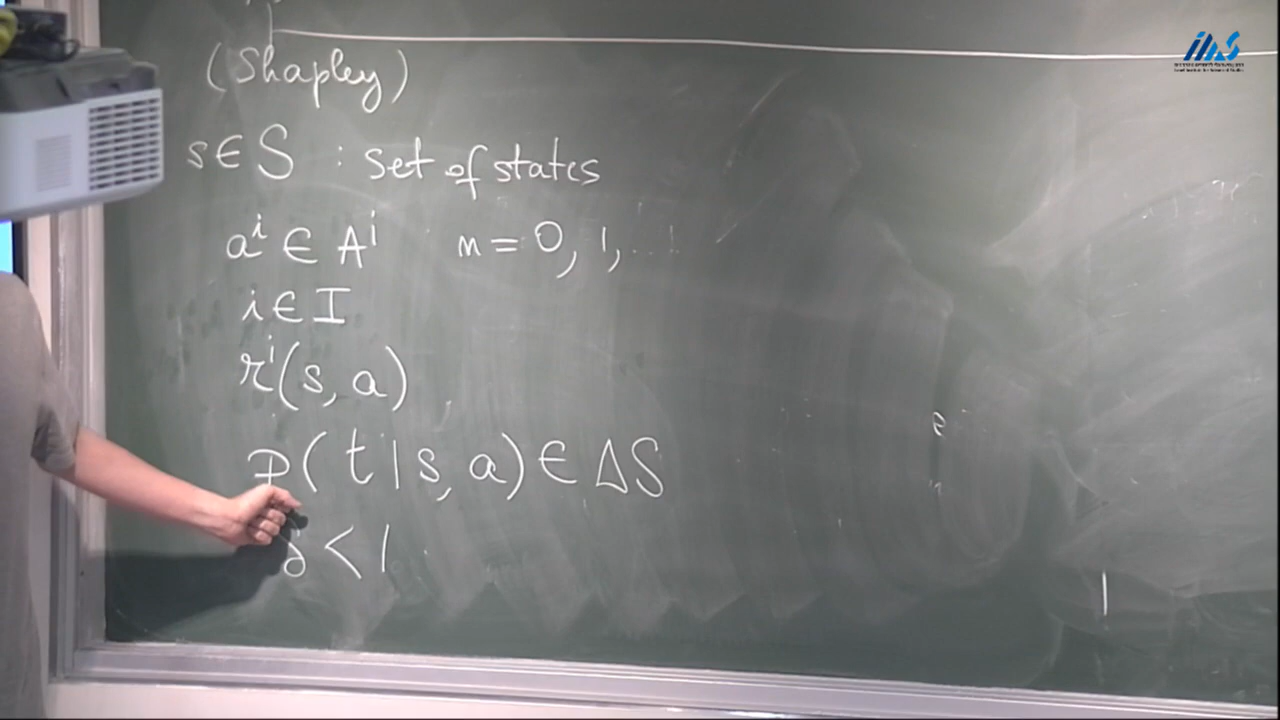 (Shapley)
s ∈ S : set of states
aⁱ ∈ Aⁱ n = 0, 1, ...
i ∈ I
rⁱ(s, a)
P(t | s, a) ∈ ΔS
δ < 1